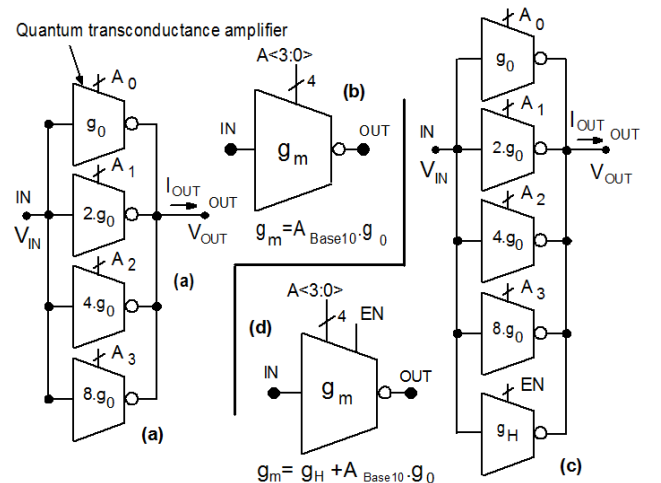 Quantum transconductance amplifier
A0
g0
A1
2.g0
IN
VIN
IOUT
OUT
VOUT
A2
4.g0
(a)
A3
8.g0
(a)
A<3:0>
4
(b)
IN
OUT
gm
gm=ABase10.g0
A<3:0>
(d)
4
EN
IN
OUT
gm
gm= gH +ABase10.g0
A0
g0
A1
2.g0
IN
VIN
IOUT
OUT
VOUT
A2
4.g0
A3
8.g0
EN
gH
(c)